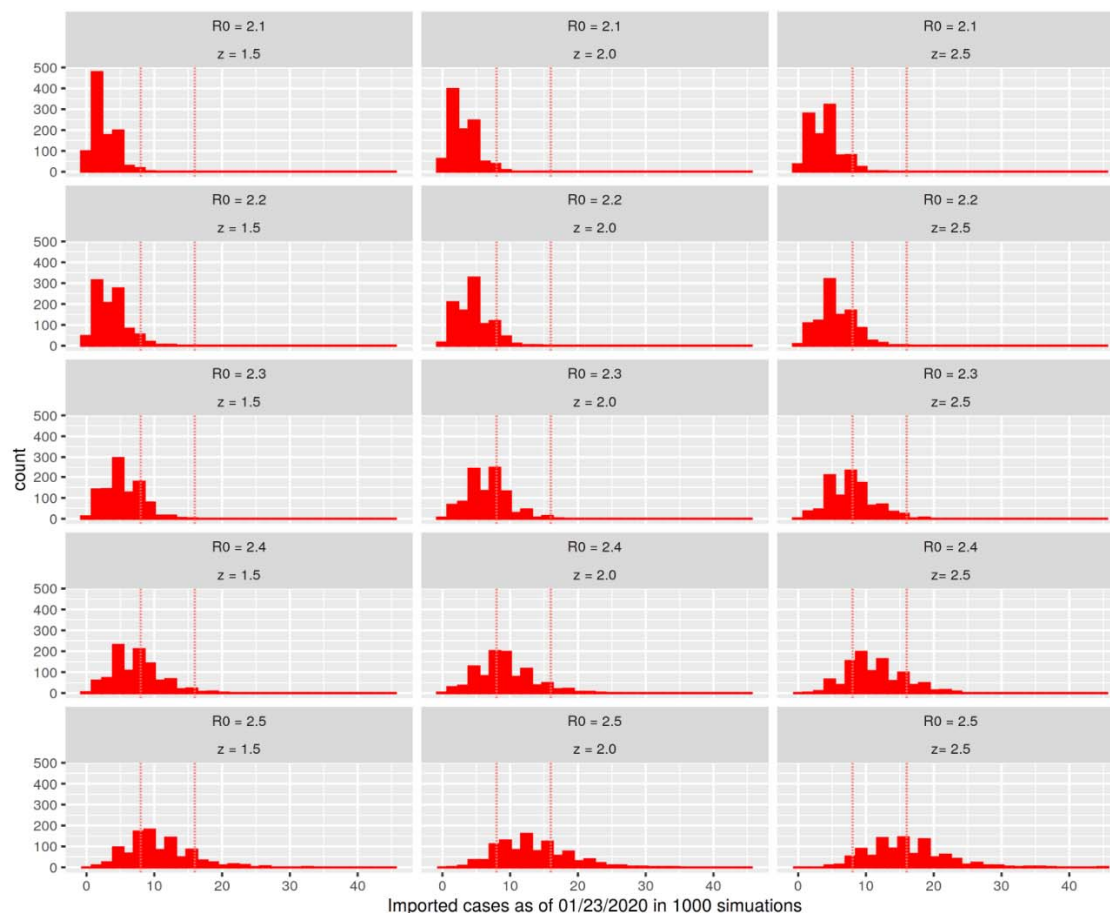 R0 = 2.1 R0 = 2.1 R0 = 2.1
z = 1.5 z = 2.0 z= 2.5
500
400
300
200
100
0
R0 = 2.2 R0 = 2.2 R0 = 2.2
z = 1.5 z = 2.0 z= 2.5
500
400
300
200
100
0
R0 = 2.3 R0 = 2.3 R0 = 2.3
z = 1.5 z = 2.0 z= 2.5
count
500
400
300
200
100
0
R0 = 2.4 R0 = 2.4 R0 = 2.4
z = 1.5 z = 2.0 z= 2.5
500
400
300
200
100
0
R0 = 2.5 R0 = 2.5 R0 = 2.5
z = 1.5 z = 2.0 z= 2.5
500
400
300
200
100
0
0 10 20 30 40 0 10 20 30 40 0 10 20 30 40
Imported cases as of 01/23/2020 in 1000 simuations